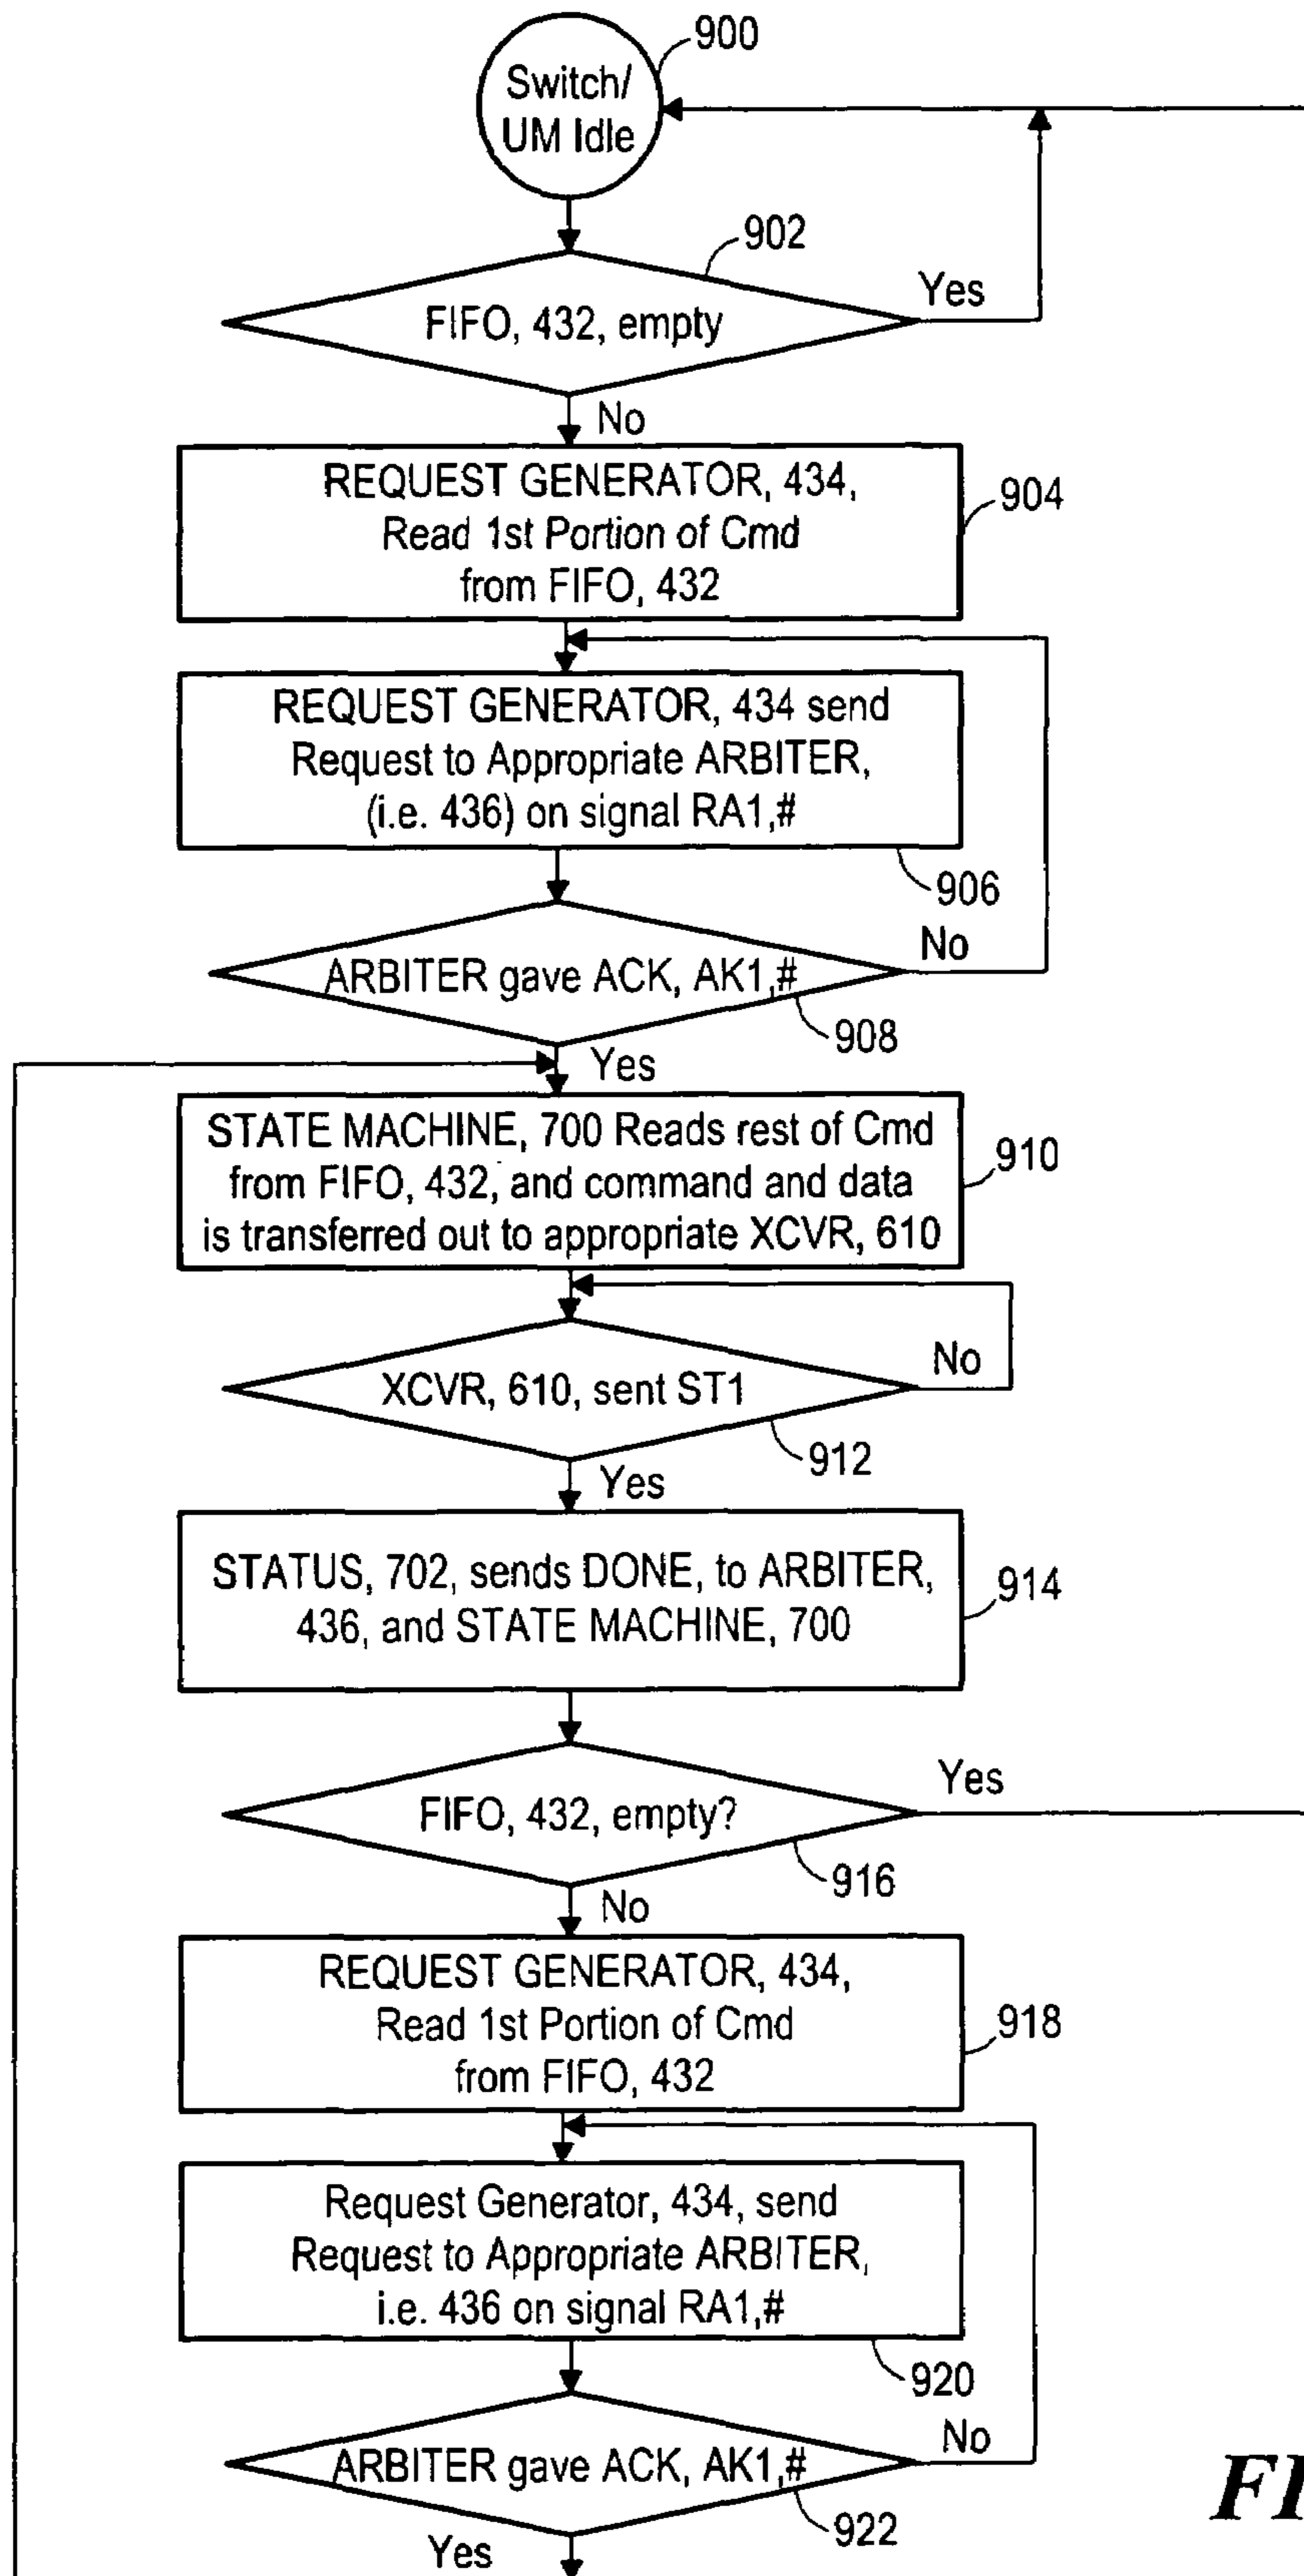 900
Switch/
UM Idle
902
FIFO, 432, empty
Yes
No
REQUEST GENERATOR, 434,
Read 1st Portion of Cmd
from FIFO, 432
904
REQUEST GENERATOR, 434 send
Request to Appropriate ARBITER,
(i.e. 436) on signal RA1,#
906
ARBITER gave ACK, AK1,#
No
908
Yes
STATE MACHINE, 700 Reads rest of Cmd
from FIFO, 432, and command and data
is transferred out to appropriate XCVR, 610
910
XCVR, 610, sent ST1
No
912
Yes
STATUS, 702, sends DONE, to ARBITER,
436, and STATE MACHINE, 700
914
FIFO, 432, empty?
Yes
916
No
REQUEST GENERATOR, 434,
Read 1st Portion of Cmd
from FIFO, 432
918
Request Generator, 434, send
Request to Appropriate ARBITER,
i.e. 436 on signal RA1,#
920
ARBITER gave ACK, AK1,#
No
922
Yes